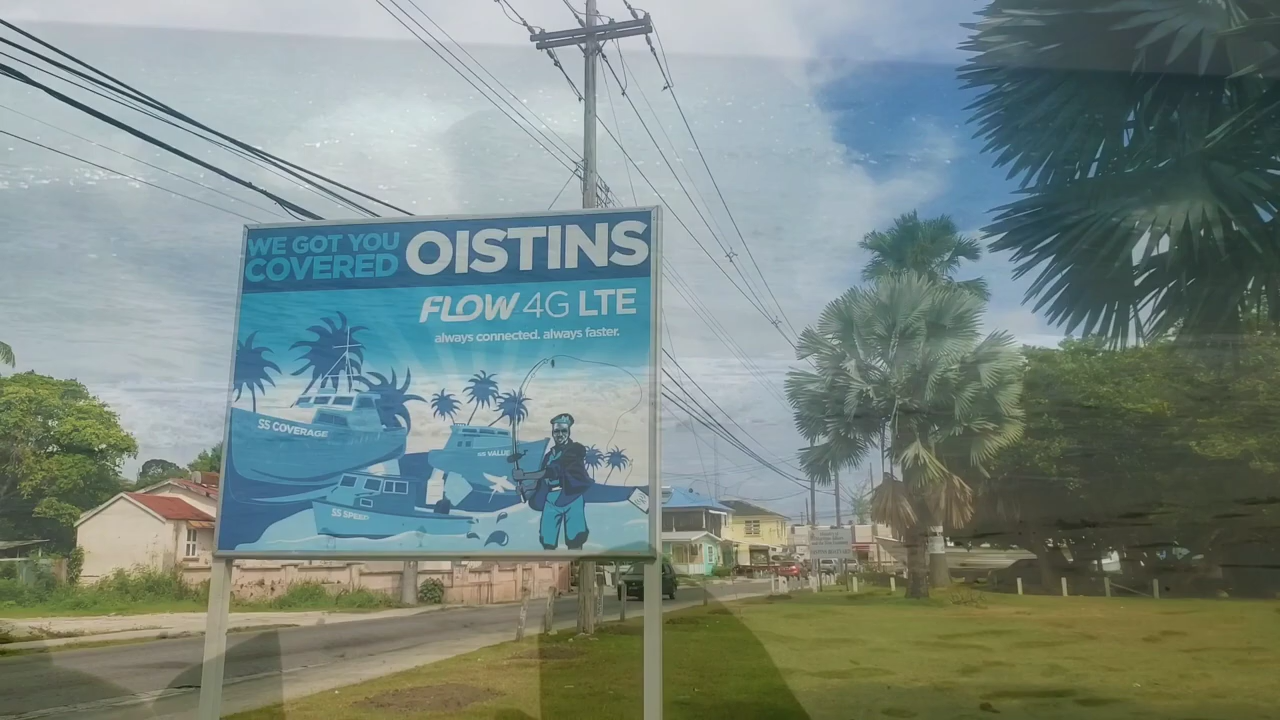 WE GOT YOU
COVERED
OISTINS
FLOW 4G LTE
always connected. always faster.
SS COVERAGE
SS VALUE
SS SPEED